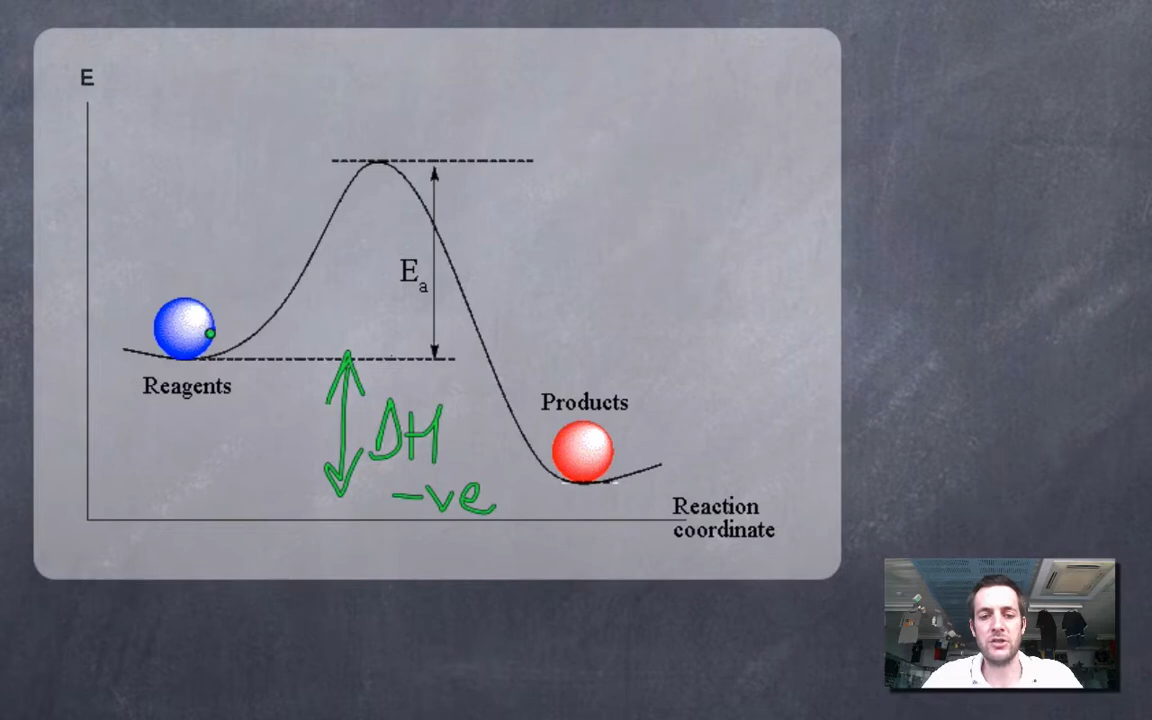 E
Ea
Reagents
Products
ΔH
-ve
Reaction
coordinate